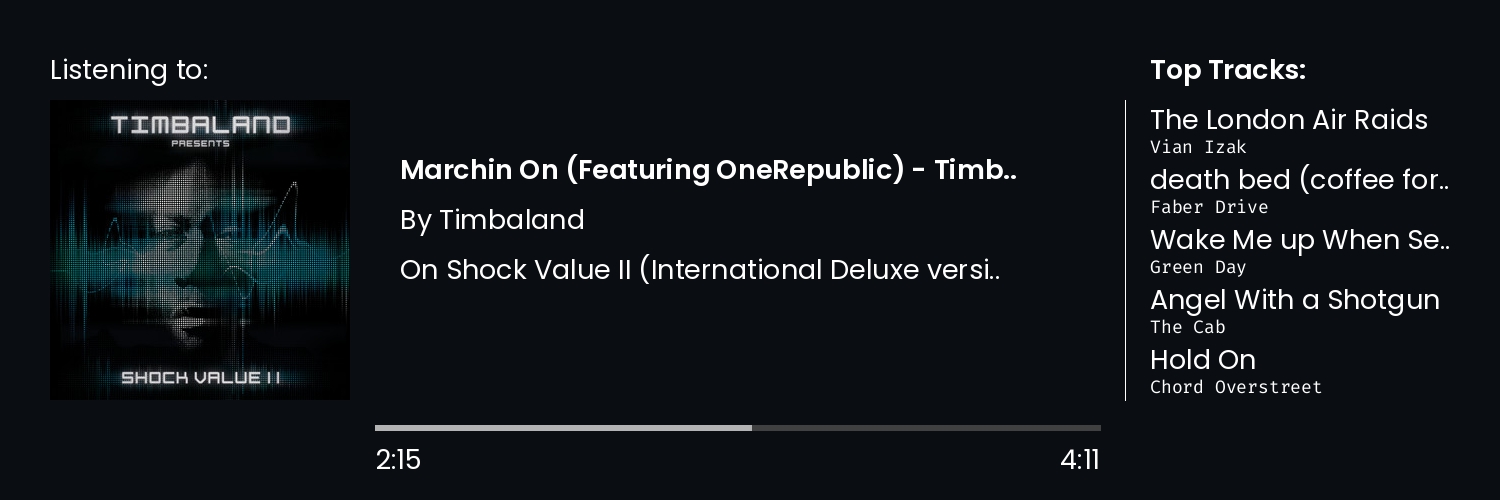 Listening to:
TIMBALAND
PRESENTS
SHOCK VALUE II
Marchin On (Featuring OneRepublic) - Timb..
By Timbaland
On Shock Value II (International Deluxe versi..
2:15
4:11
Top Tracks:
The London Air Raids
Vian Izak
death bed (coffee for..
Faber Drive
Wake Me up When Se..
Green Day
Angel With a Shotgun
The Cab
Hold On
Chord Overstreet